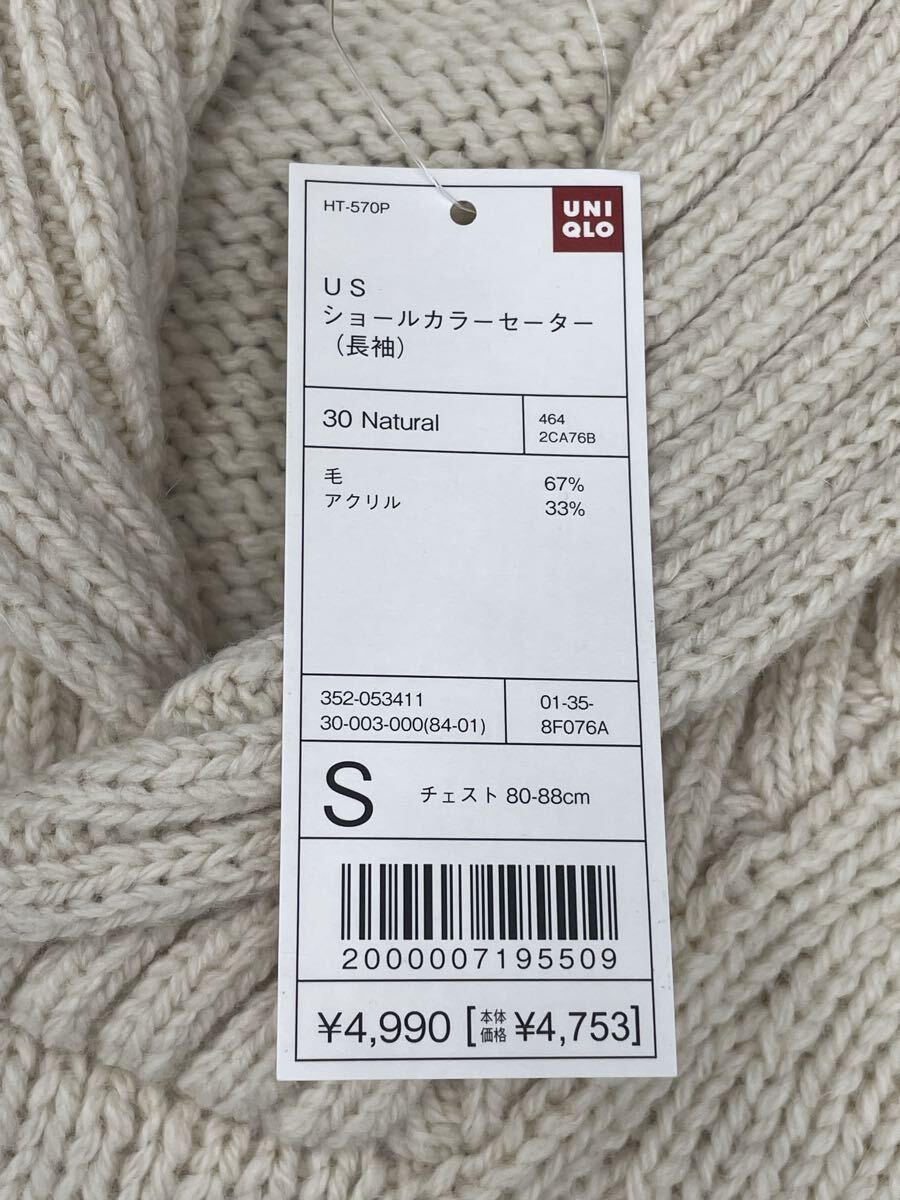 HT-570P
UNI
QLO
US
ショールカラーセーター
（長袖）
30 Natural
464
2CA76B
毛 67%
アクリル 33%
352-053411
30-003-000(84-01)
01-35-
8F076A
S チェスト 80-88cm
2000007195509
¥4,990 [本体価格 ¥4,753]